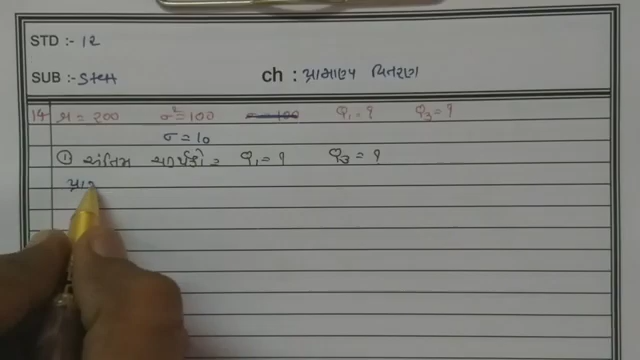 STD :- 12
SUB :- Stat ch : પ્રામાણ્ય વિતરણ
14 μ = 200 σ² = 100 Q₁ = ? Q₃ = ?
σ = 10
① અંતિમ ચતુર્થકો = Q₁ = ? Q₃ = ?